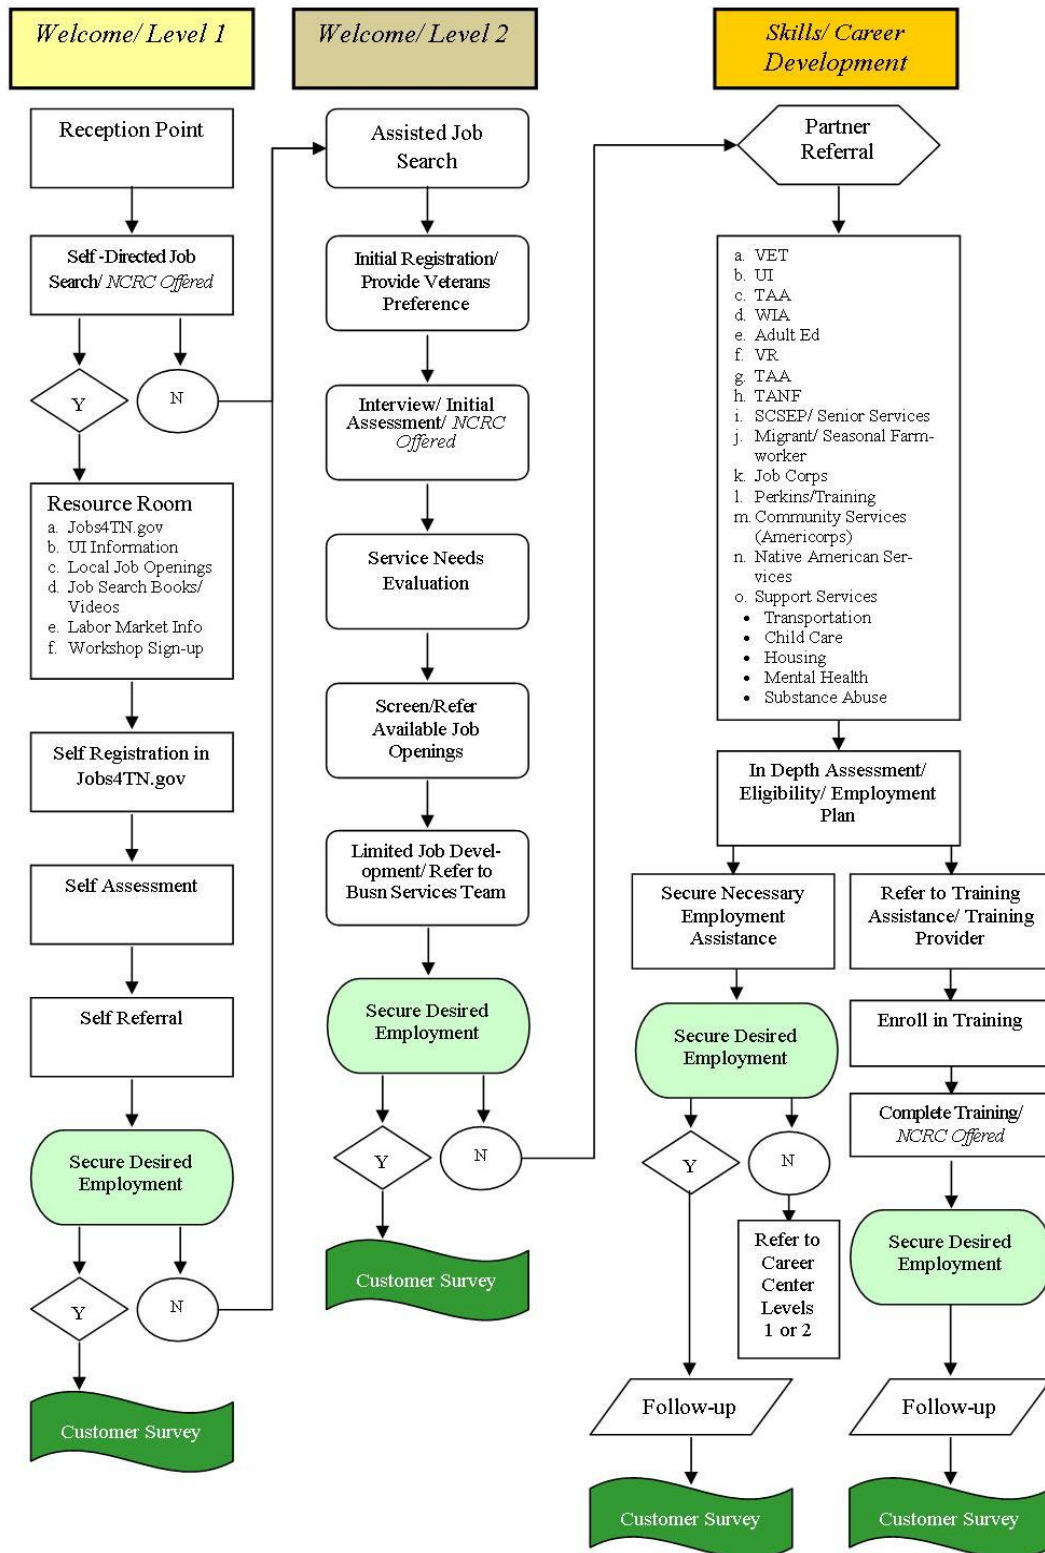 Welcome/ Level 1
Reception Point
Self -Directed Job
Search/ NCRC Offered
Y
N
Resource Room
a. Jobs4TN.gov
b. UI Information
c. Local Job Openings
d. Job Search Books/
Videos
e. Labor Market Info
f. Workshop Sign-up
Self Registration in
Jobs4TN.gov
Self Assessment
Self Referral
Secure Desired
Employment
Y
N
Customer Survey
Welcome/ Level 2
Assisted Job
Search
Initial Registration/
Provide Veterans
Preference
Interview/ Initial
Assessment/ NCRC
Offered
Service Needs
Evaluation
Screen/Refer
Available Job
Openings
Limited Job Devel-
opment/ Refer to
Busn Services Team
Secure Desired
Employment
Y
N
Customer Survey
Skills/ Career
Development
Partner
Referral
a. VET
b. UI
c. TAA
d. WIA
e. Adult Ed
f. VR
g. TAA
h. TANF
i. SCSEP/ Senior Services
j. Migrant/ Seasonal Farm-
worker
k. Job Corps
l. Perkins/Training
m. Community Services
(Americorps)
n. Native American Ser-
vices
o. Support Services
• Transportation
• Child Care
• Housing
• Mental Health
• Substance Abuse
In Depth Assessment/
Eligibility/ Employment
Plan
Secure Necessary
Employment
Assistance
Secure Desired
Employment
Y
N
Refer to
Career
Center
Levels
1 or 2
Follow-up
Customer Survey
Refer to Training
Assistance/ Training
Provider
Enroll in Training
Complete Training/
NCRC Offered
Secure Desired
Employment
Follow-up
Customer Survey